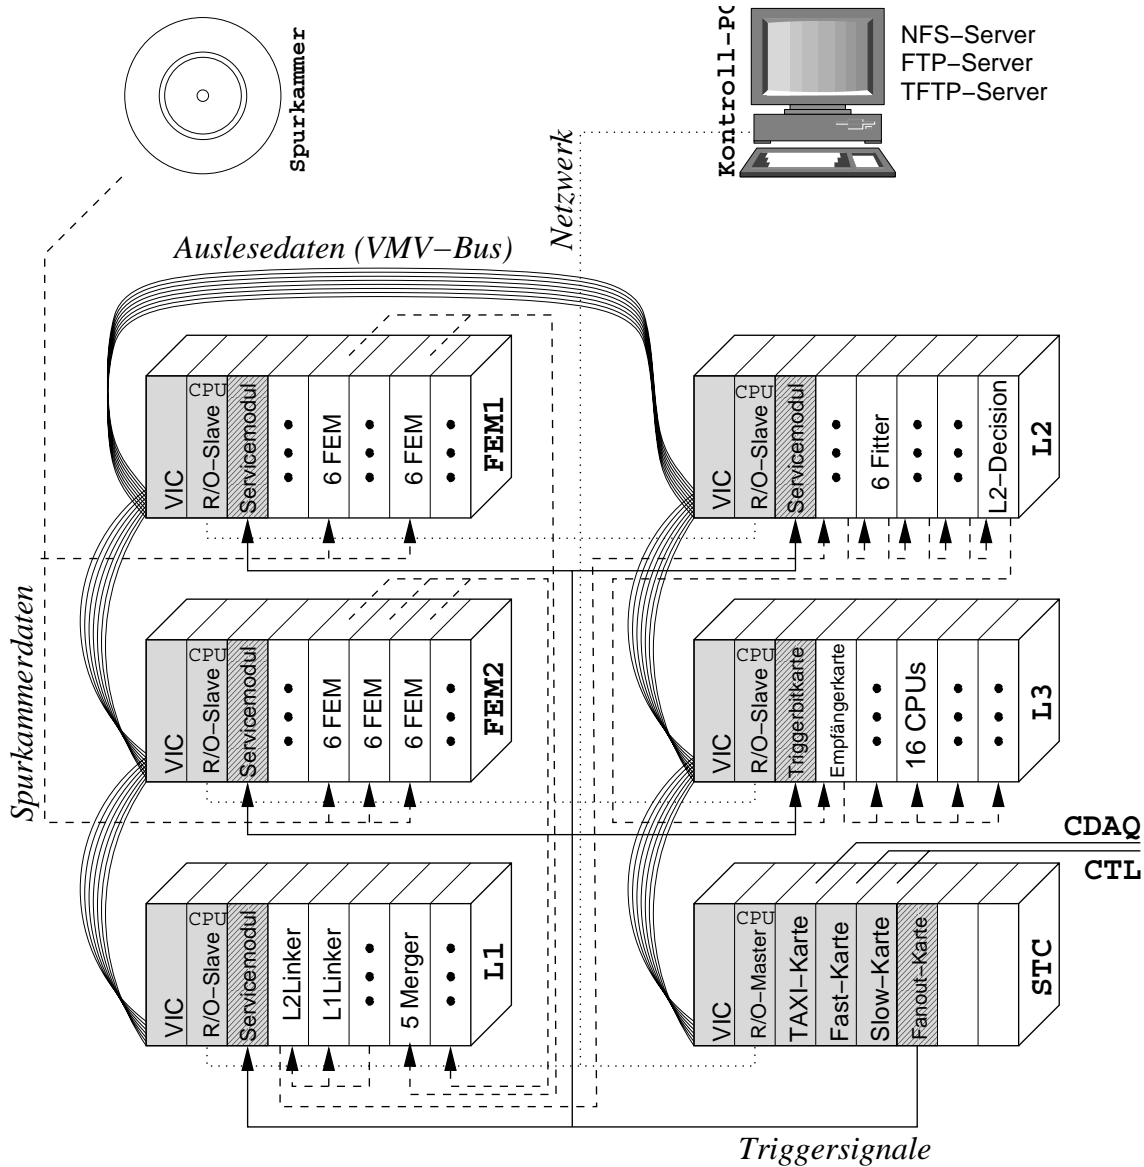 Spurkammer
Kontroll-PC
NFS-Server
FTP-Server
TFTP-Server
Netzwerk
Auslesedaten (VMV-Bus)
Spurkammerdaten
VIC
CPU
R/O-Slave
Servicemodul
6 FEM
6 FEM
FEM1
VIC
CPU
R/O-Slave
Servicemodul
6 Fitter
L2-Decision
L2
VIC
CPU
R/O-Slave
Servicemodul
6 FEM
6 FEM
6 FEM
FEM2
VIC
CPU
R/O-Slave
Triggerbitkarte
Empfängerkarte
16 CPUs
L3
CDAQ
CTL
VIC
CPU
R/O-Slave
Servicemodul
L2Linker
L1Linker
5 Merger
L1
VIC
CPU
R/O-Master
TAXI-Karte
Fast-Karte
Slow-Karte
Fanout-Karte
STC
Triggersignale